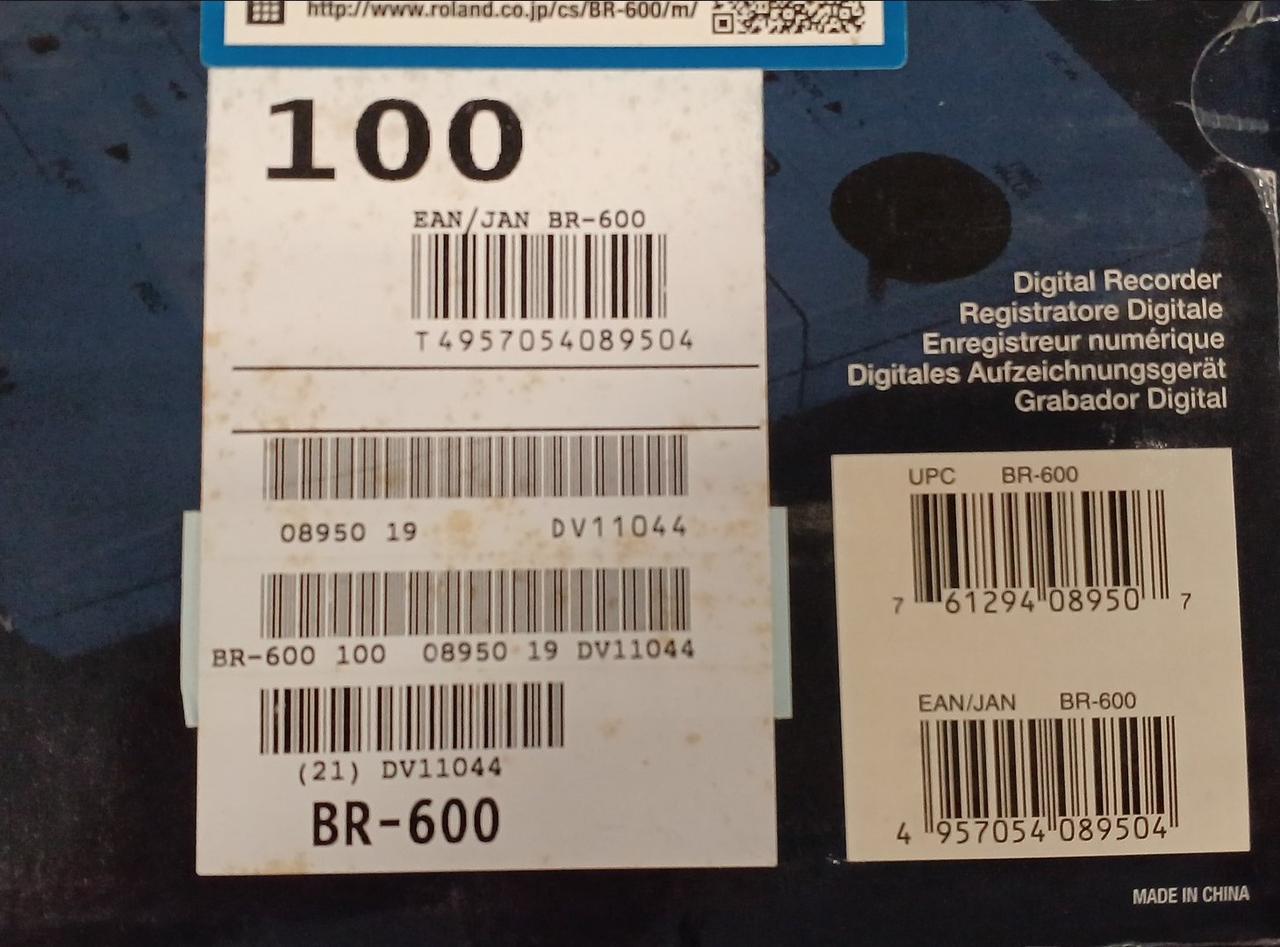 http://www.roland.co.jp/cs/BR-600/m/
100
EAN/JAN BR-600
T4957054089504
08950 19 DV11044
BR-600 100 08950 19 DV11044
(21) DV11044
BR-600
Digital Recorder
Registratore Digitale
Enregistreur numérique
Digitales Aufzeichnungsgerät
Grabador Digital
UPC BR-600
7 61294 08950 7
EAN/JAN BR-600
4 957054 089504
MADE IN CHINA